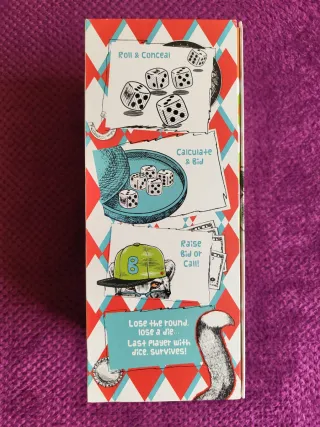 Roll & Conceal
Calculate
& Bid
Raise
Bid or
Call!
B
Lose the round,
lose a die
Last player with
dice, survives!